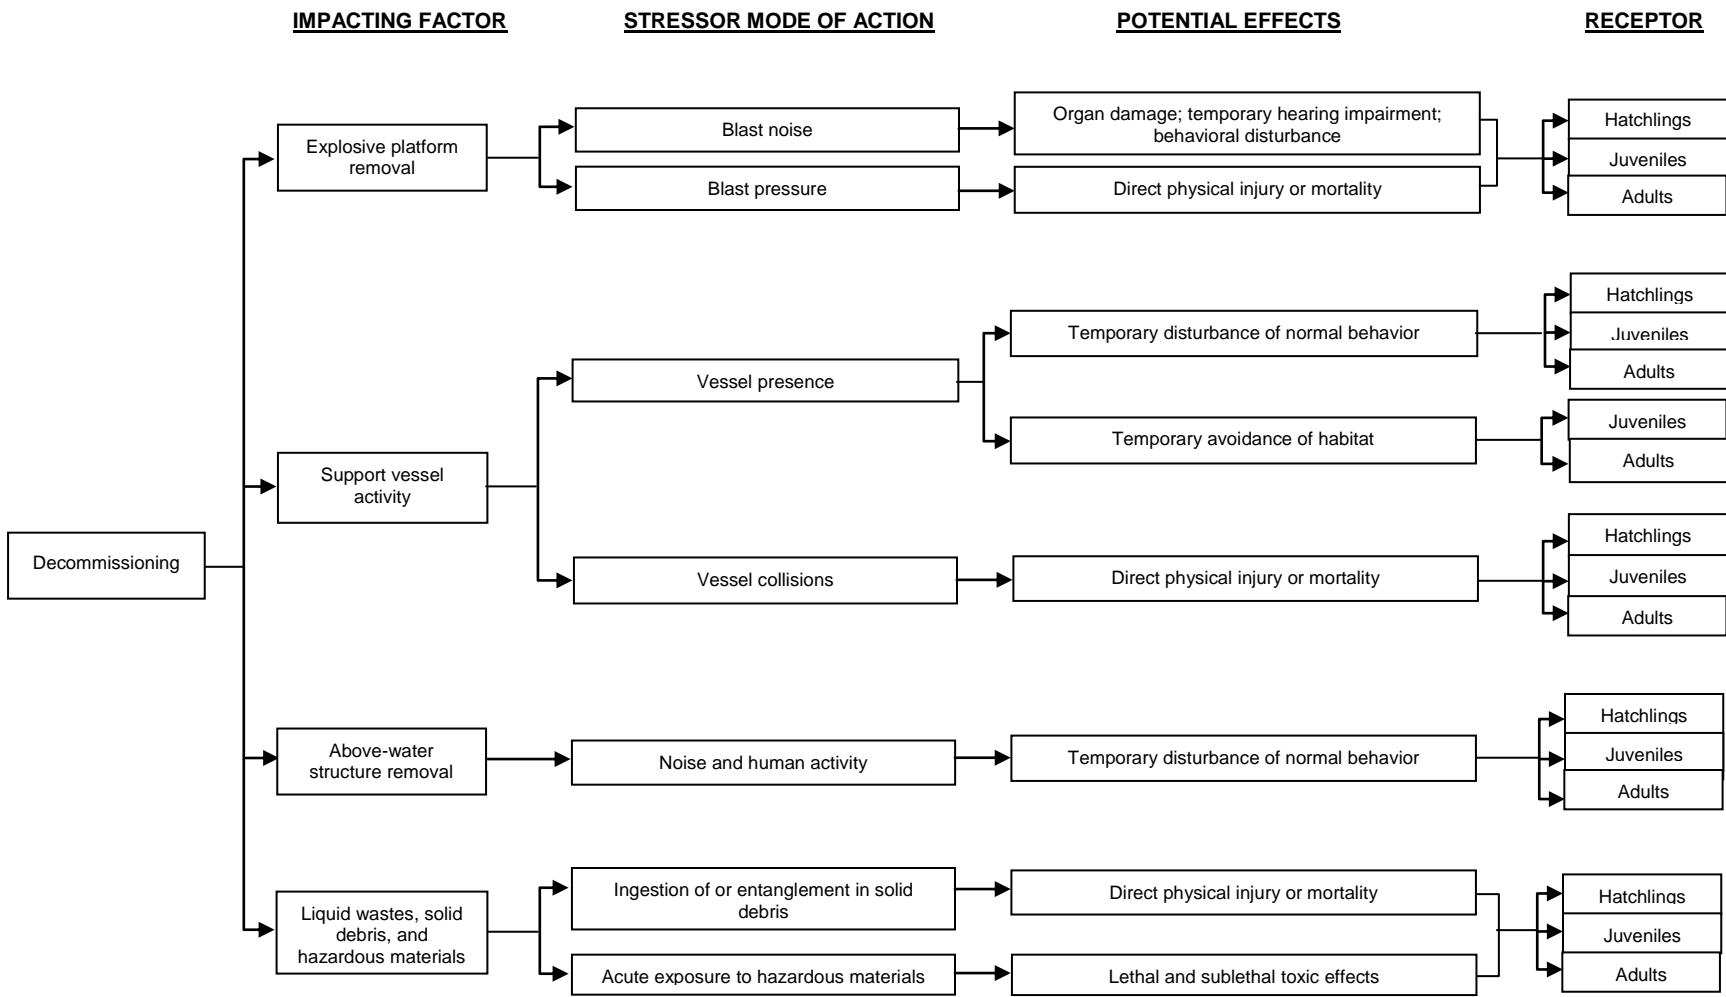 IMPACTING FACTOR
STRESSOR MODE OF ACTION
POTENTIAL EFFECTS
RECEPTOR
Decommissioning
Explosive platform
removal
Blast noise
Organ damage; temporary hearing impairment;
behavioral disturbance
Blast pressure
Direct physical injury or mortality
Hatchlings
Juveniles
Adults
Support vessel
activity
Vessel presence
Temporary disturbance of normal behavior
Hatchlings
Juveniles
Adults
Temporary avoidance of habitat
Juveniles
Adults
Vessel collisions
Direct physical injury or mortality
Hatchlings
Juveniles
Adults
Above-water
structure removal
Noise and human activity
Temporary disturbance of normal behavior
Hatchlings
Juveniles
Adults
Liquid wastes, solid
debris, and
hazardous materials
Ingestion of or entanglement in solid
debris
Direct physical injury or mortality
Acute exposure to hazardous materials
Lethal and sublethal toxic effects
Hatchlings
Juveniles
Adults